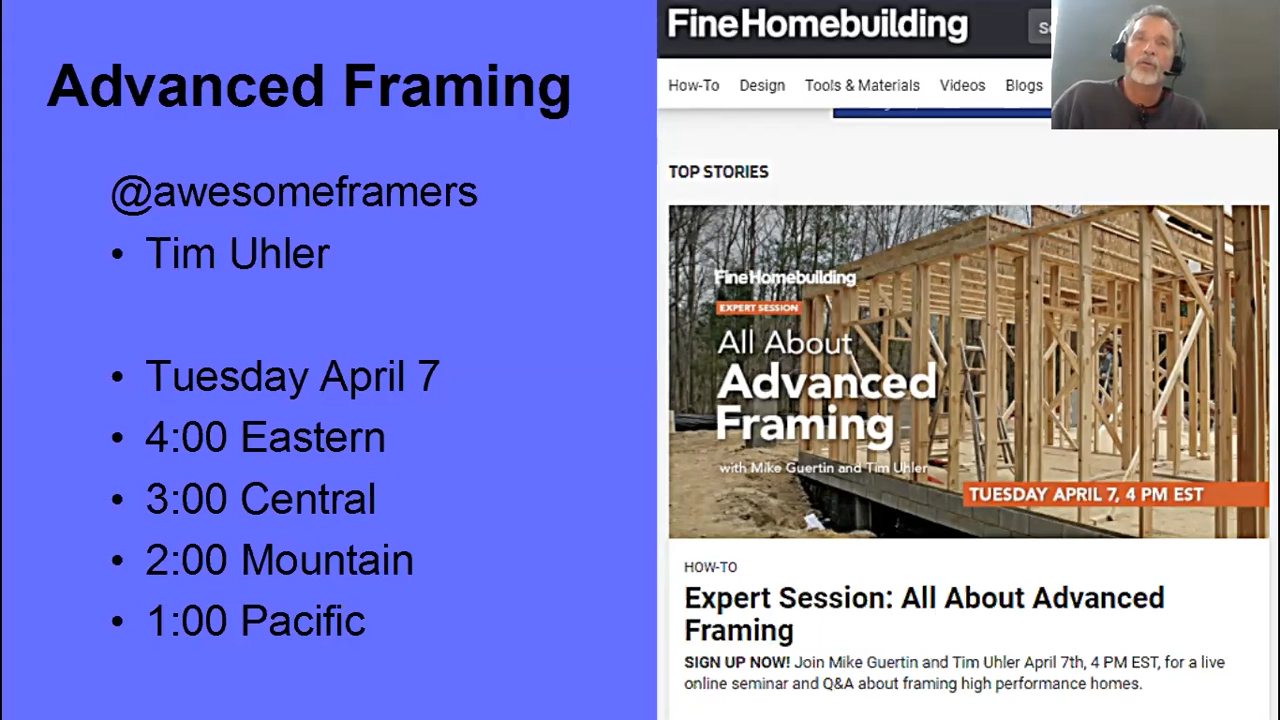 Advanced Framing
@awesomeframers
• Tim Uhler
• Tuesday April 7
• 4:00 Eastern
• 3:00 Central
• 2:00 Mountain
• 1:00 Pacific
FineHomebuilding
How-To Design Tools & Materials Videos Blogs
TOP STORIES
FineHomebuilding
EXPERT SESSION
All About
Advanced
Framing
with Mike Guertin and Tim Uhler
TUESDAY APRIL 7, 4 PM EST
HOW-TO
Expert Session: All About Advanced
Framing
SIGN UP NOW! Join Mike Guertin and Tim Uhler April 7th, 4 PM EST, for a live
online seminar and Q&A about framing high performance homes.